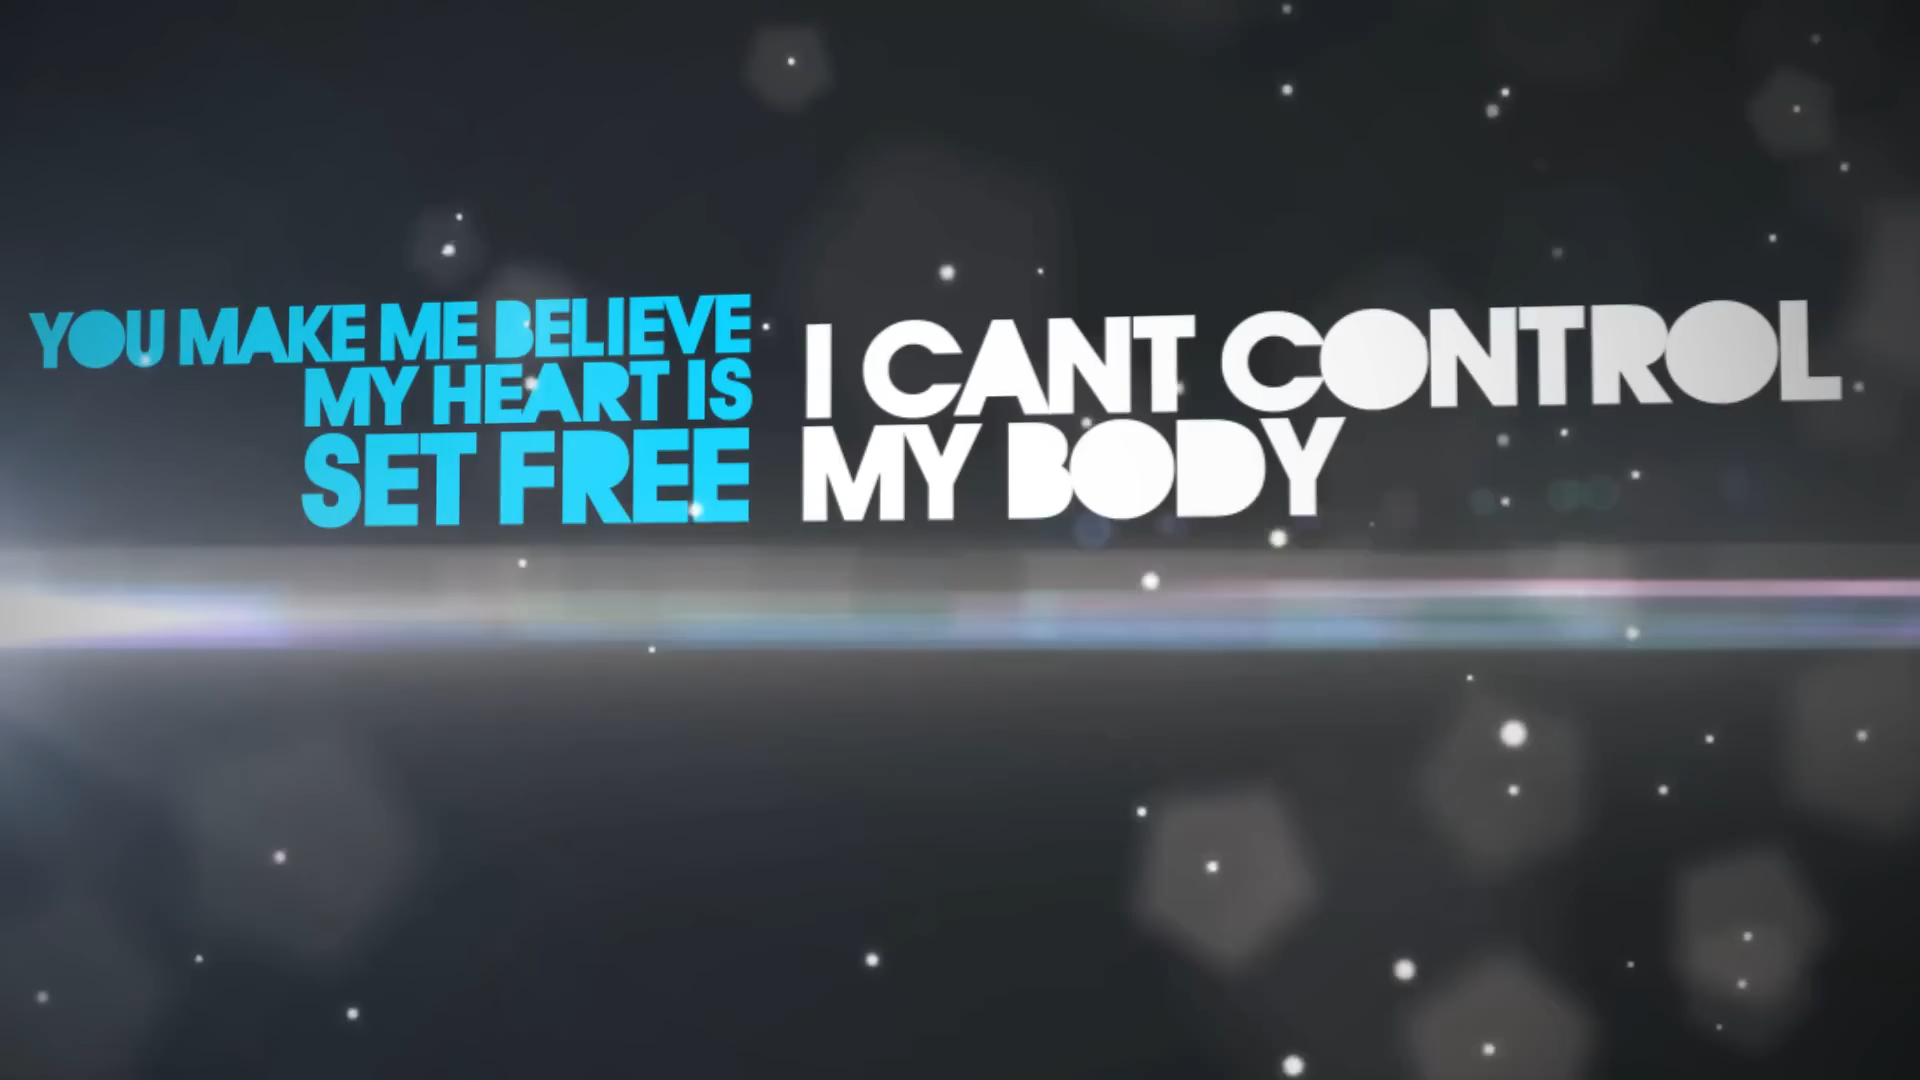 YOU MAKE ME BELIEVE
MY HEART IS
SET FREE
I CANT CONTROL
MY BODY